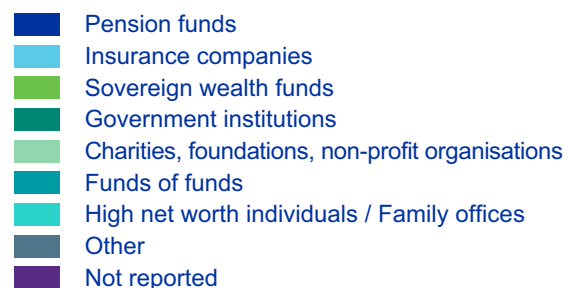 Pension funds
Insurance companies
Sovereign wealth funds
Government institutions
Charities, foundations, non-profit organisations
Funds of funds
High net worth individuals / Family offices
Other
Not reported